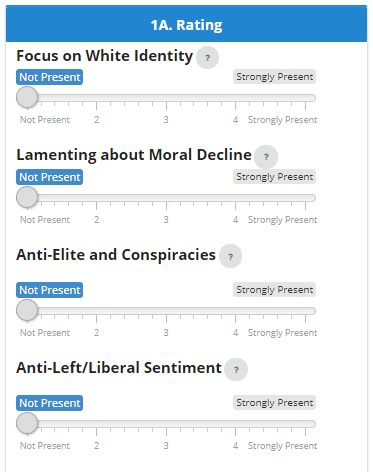 1A. Rating
Focus on White Identity ?
Not Present Strongly Present
Not Present 2 3 4 Strongly Present
Lamenting about Moral Decline ?
Not Present Strongly Present
Not Present 2 3 4 Strongly Present
Anti-Elite and Conspiracies ?
Not Present Strongly Present
Not Present 2 3 4 Strongly Present
Anti-Left/Liberal Sentiment ?
Not Present Strongly Present
Not Present 2 3 4 Strongly Present